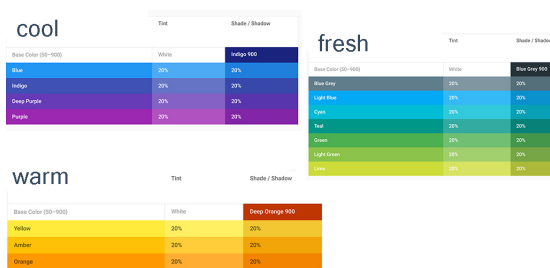 cool
Tint Shade / Shadow
Base Color (50–900) White Indigo 900
Blue 20% 20%
Indigo 20% 20%
Deep Purple 20% 20%
Purple 20% 20%
fresh
Tint Shade / Shadow
Base Color (50–900) White Blue Grey 900
Blue Grey 20% 20%
Light Blue 20% 20%
Cyan 20% 20%
Teal 20% 20%
Green 20% 20%
Light Green 20% 20%
Lime 20% 20%
warm
Tint Shade / Shadow
Base Color (50–900) White Deep Orange 900
Yellow 20% 20%
Amber 20% 20%
Orange 20% 20%